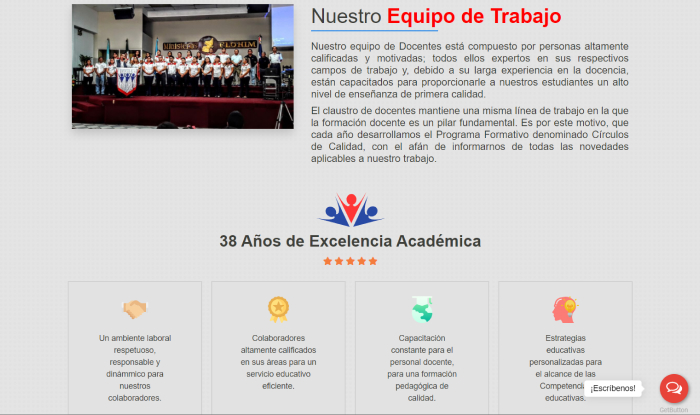 Nuestro Equipo de Trabajo
Nuestro equipo de Docentes está compuesto por personas altamente
calificadas y motivadas; todos ellos expertos en sus respectivos
campos de trabajo y, debido a su larga experiencia en la docencia,
están capacitados para proporcionarle a nuestros estudiantes un alto
nivel de enseñanza de primera calidad.
El claustro de docentes mantiene una misma línea de trabajo en la que
la formación docente es un pilar fundamental. Es por este motivo, que
cada año desarrollamos el Programa Formativo denominado Círculos
de Calidad, con el afán de informarnos de todas las novedades
aplicables a nuestro trabajo.
38 Años de Excelencia Académica
Un ambiente laboral
respetuoso,
responsable y
dinámmico para
nuestros
colaboradores.
Colaboradores
altamente calificados
en sus áreas para un
servicio educativo
eficiente.
Capacitación
constante para el
personal docente,
para una formación
pedagógica de
calidad.
Estrategias
educativas
personalizadas para
el alcance de las
Competencias
educativas.
¡Escríbenos!
GetButton